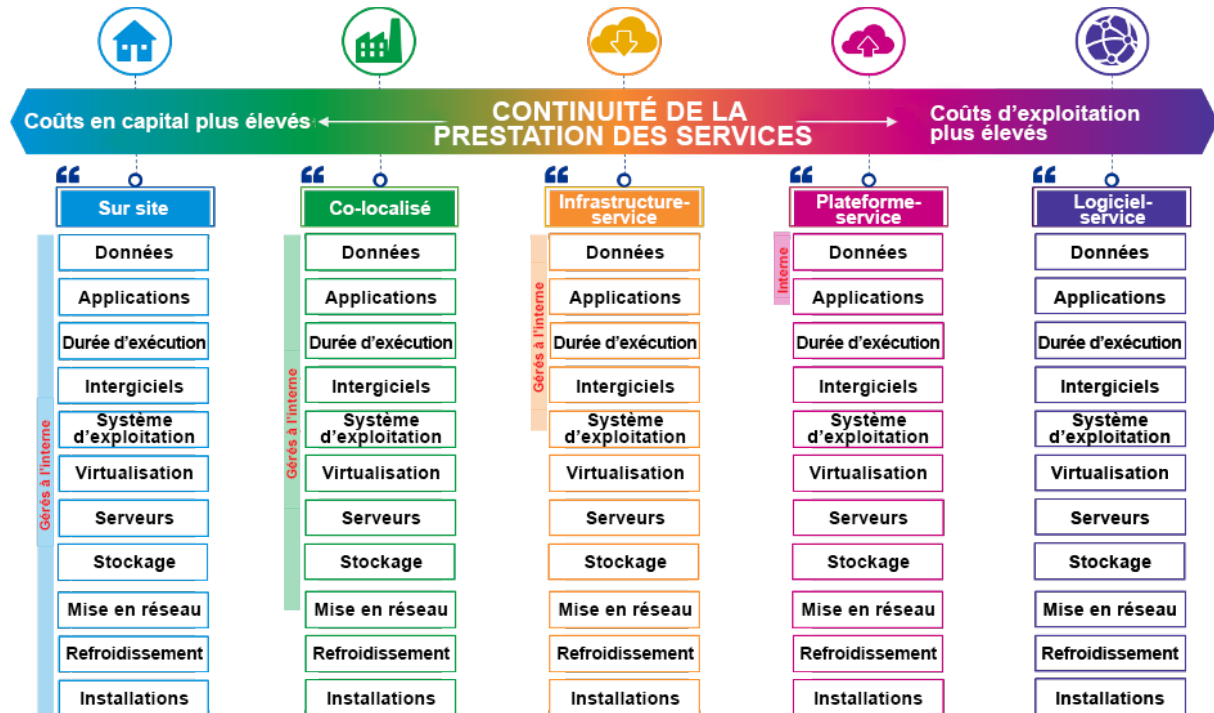 Coûts en capital plus élevés
CONTINUITÉ DE LA
PRESTATION DES SERVICES
Coûts d'exploitation
plus élevés
Sur site
Gérés à l'interne
Données
Applications
Durée d'exécution
Intergiciels
Système
d'exploitation
Virtualisation
Serveurs
Stockage
Mise en réseau
Refroidissement
Installations
Co-localisé
Gérés à l'interne
Données
Applications
Durée d'exécution
Intergiciels
Système
d'exploitation
Virtualisation
Serveurs
Stockage
Mise en réseau
Refroidissement
Installations
Infrastructure-
service
Gérés à l'interne
Données
Applications
Durée d'exécution
Intergiciels
Système
d'exploitation
Virtualisation
Serveurs
Stockage
Mise en réseau
Refroidissement
Installations
Plateforme-
service
Interne
Données
Applications
Durée d'exécution
Intergiciels
Système
d'exploitation
Virtualisation
Serveurs
Stockage
Mise en réseau
Refroidissement
Installations
Logiciel-
service
Données
Applications
Durée d'exécution
Intergiciels
Système
d'exploitation
Virtualisation
Serveurs
Stockage
Mise en réseau
Refroidissement
Installations